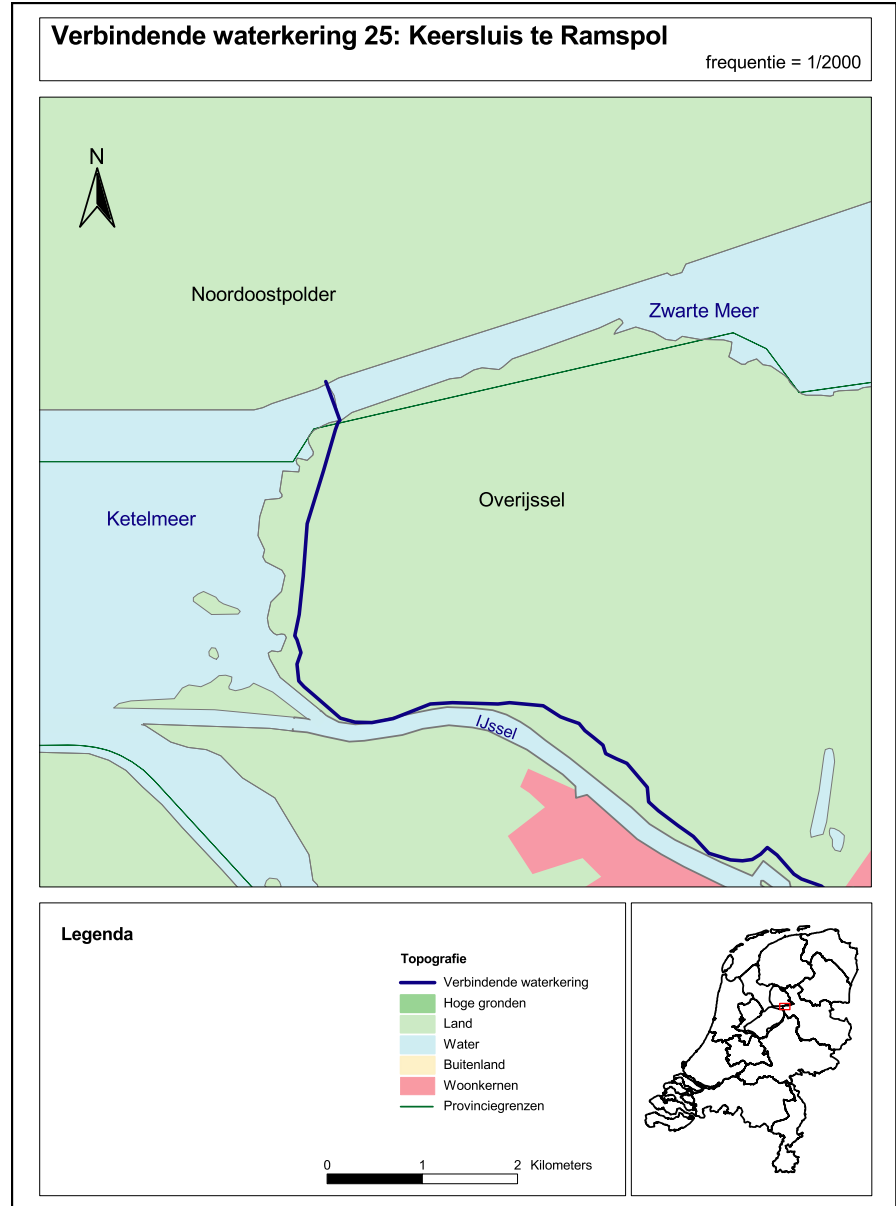 Verbindende waterkering 25: Keersluis te Ramspol
frequentie = 1/2000
N
Noordoostpolder
Zwarte Meer
Overijssel
Ketelmeer
IJssel
Legenda
Topografie
Verbindende waterkering
Hoge gronden
Land
Water
Buitenland
Woonkernen
Provinciegrenzen
0 1 2 Kilometers